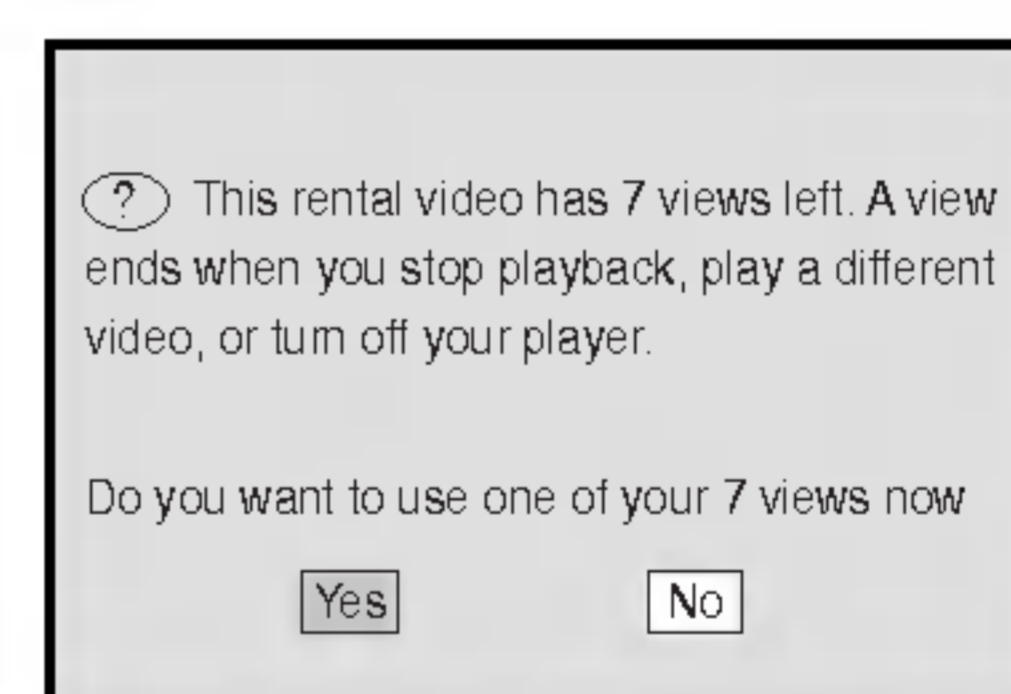 ? This rental video has 7 views left. A view
ends when you stop playback, play a different
video, or turn off your player.
Do you want to use one of your 7 views now
Yes No